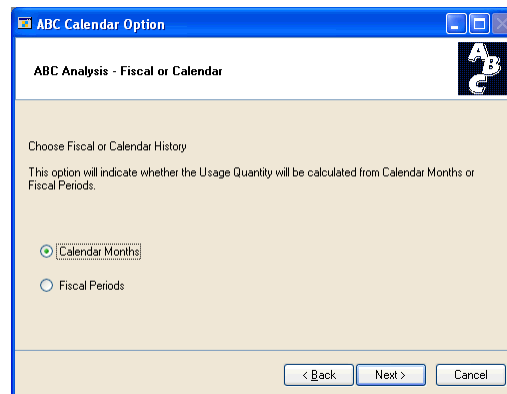 ABC Calendar Option
ABC Analysis - Fiscal or Calendar
ABC
Choose Fiscal or Calendar History
This option will indicate whether the Usage Quantity will be calculated from Calendar Months or
Fiscal Periods.
Calendar Months
Fiscal Periods
< Back
Next >
Cancel